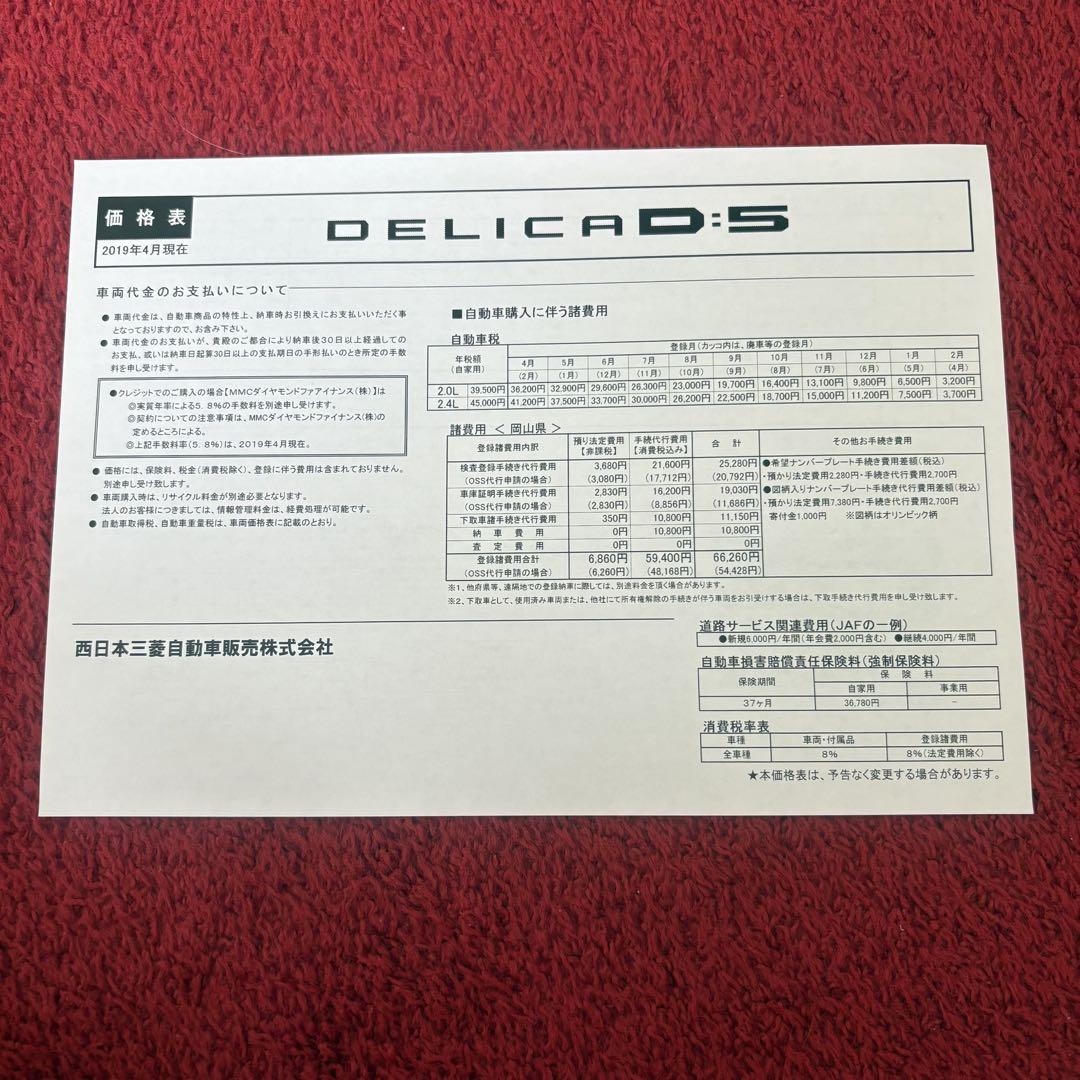 価格表
2019年4月現在
DELICA D:5
車両代金のお支払いについて
● 車両代金は、自動車商品の特性上、納車時お引換えにお支払いいただく事
となっておりますので、お含み下さい。
● 車両代金のお支払いが、貴殿のご都合により納車後30日以上経過しての
お支払、或いは納車日起算30日以上の支払期日の手形払いのとき所定の手数
料を申し受けます。
●クレジットでのご購入の場合【MMCダイヤモンドファアイナンス(株)】は
◎実質年率による5.8%の手数料を別途申し受けます。
◎契約についての注意事項は、MMCダイヤモンドファイナンス(株)の
定めるところによる。
◎上記手数料率(5.8%)は、2019年4月現在。
● 価格には、保険料、税金(消費税除く)、登録に伴う費用は含まれておりません。
別途申し受けます。
● 車両購入時は、リサイクル料金が別途必要となります。
法人のお客様につきましては、情報管理料金は、経費処理が可能です。
● 自動車取得税、自動車重量税は、車両価格表に記載のとおり。
■自動車購入に伴う諸費用
自動車税
年税額(自家用) 登録月(カッコ内は、廃車等の登録月)
4月 5月 6月 7月 8月 9月 10月 11月 12月 1月 2月
(2月) (1月) (12月) (11月) (10月) (9月) (8月) (7月) (6月) (5月) (4月)
2.0L 39,500円 36,200円 32,900円 29,600円 26,300円 23,000円 19,700円 16,400円 13,100円 9,800円 6,500円 3,200円
2.4L 45,000円 41,200円 37,500円 33,700円 30,000円 26,200円 22,500円 18,700円 15,000円 11,200円 7,500円 3,700円
諸費用 < 岡山県 >
登録諸費用内訳 預り法定費用【非課税】 手続代行費用【消費税込み】 合計 その他お手続き費用
検査登録手続き代行費用 3,680円 21,600円 25,280円 ●希望ナンバープレート手続き費用差額(税込)
(OSS代行申請の場合) (3,080円) (17,712円) (20,792円) ・預かり法定費用2,280円・手続き代行費用2,700円
車庫証明手続き代行費用 2,830円 16,200円 19,030円 ●図柄入りナンバープレート手続き代行費用差額(税込)
(OSS代行申請の場合) (2,830円) (8,856円) (11,686円) ・預かり法定費用7,380円・手続き代行費用2,700円
下取車諸手続き代行費用 350円 10,800円 11,150円 寄付金1,000円 ※図柄はオリンピック柄
納車費用 0円 10,800円 10,800円
査定費用 0円 0円 0円
登録諸費用合計 6,860円 59,400円 66,260円
(OSS代行申請の場合) (6,260円) (48,168円) (54,428円)
※1、他府県等、遠隔地での登録納車に際しては、別途料金を頂く場合が有ります。
※2、下取車として、使用済み車両または、他社にて所有権解除の手続きが伴う車両をお引受けする場合は、下取手続き代行費用を申し受け致します。
西日本三菱自動車販売株式会社
道路サービス関連費用(JAFの一例)
●新規6,000円/年間(年会費2,000円含む) ●継続4,000円/年間
自動車損害賠償責任保険料(強制保険料)
保険期間 保険料
自家用 事業用
37ヶ月 36,780円 -
消費税率表
車種 車両・付属品 登録諸費用
全車種 8% 8%(法定費用除く)
★本価格表は、予告なく変更する場合があります。